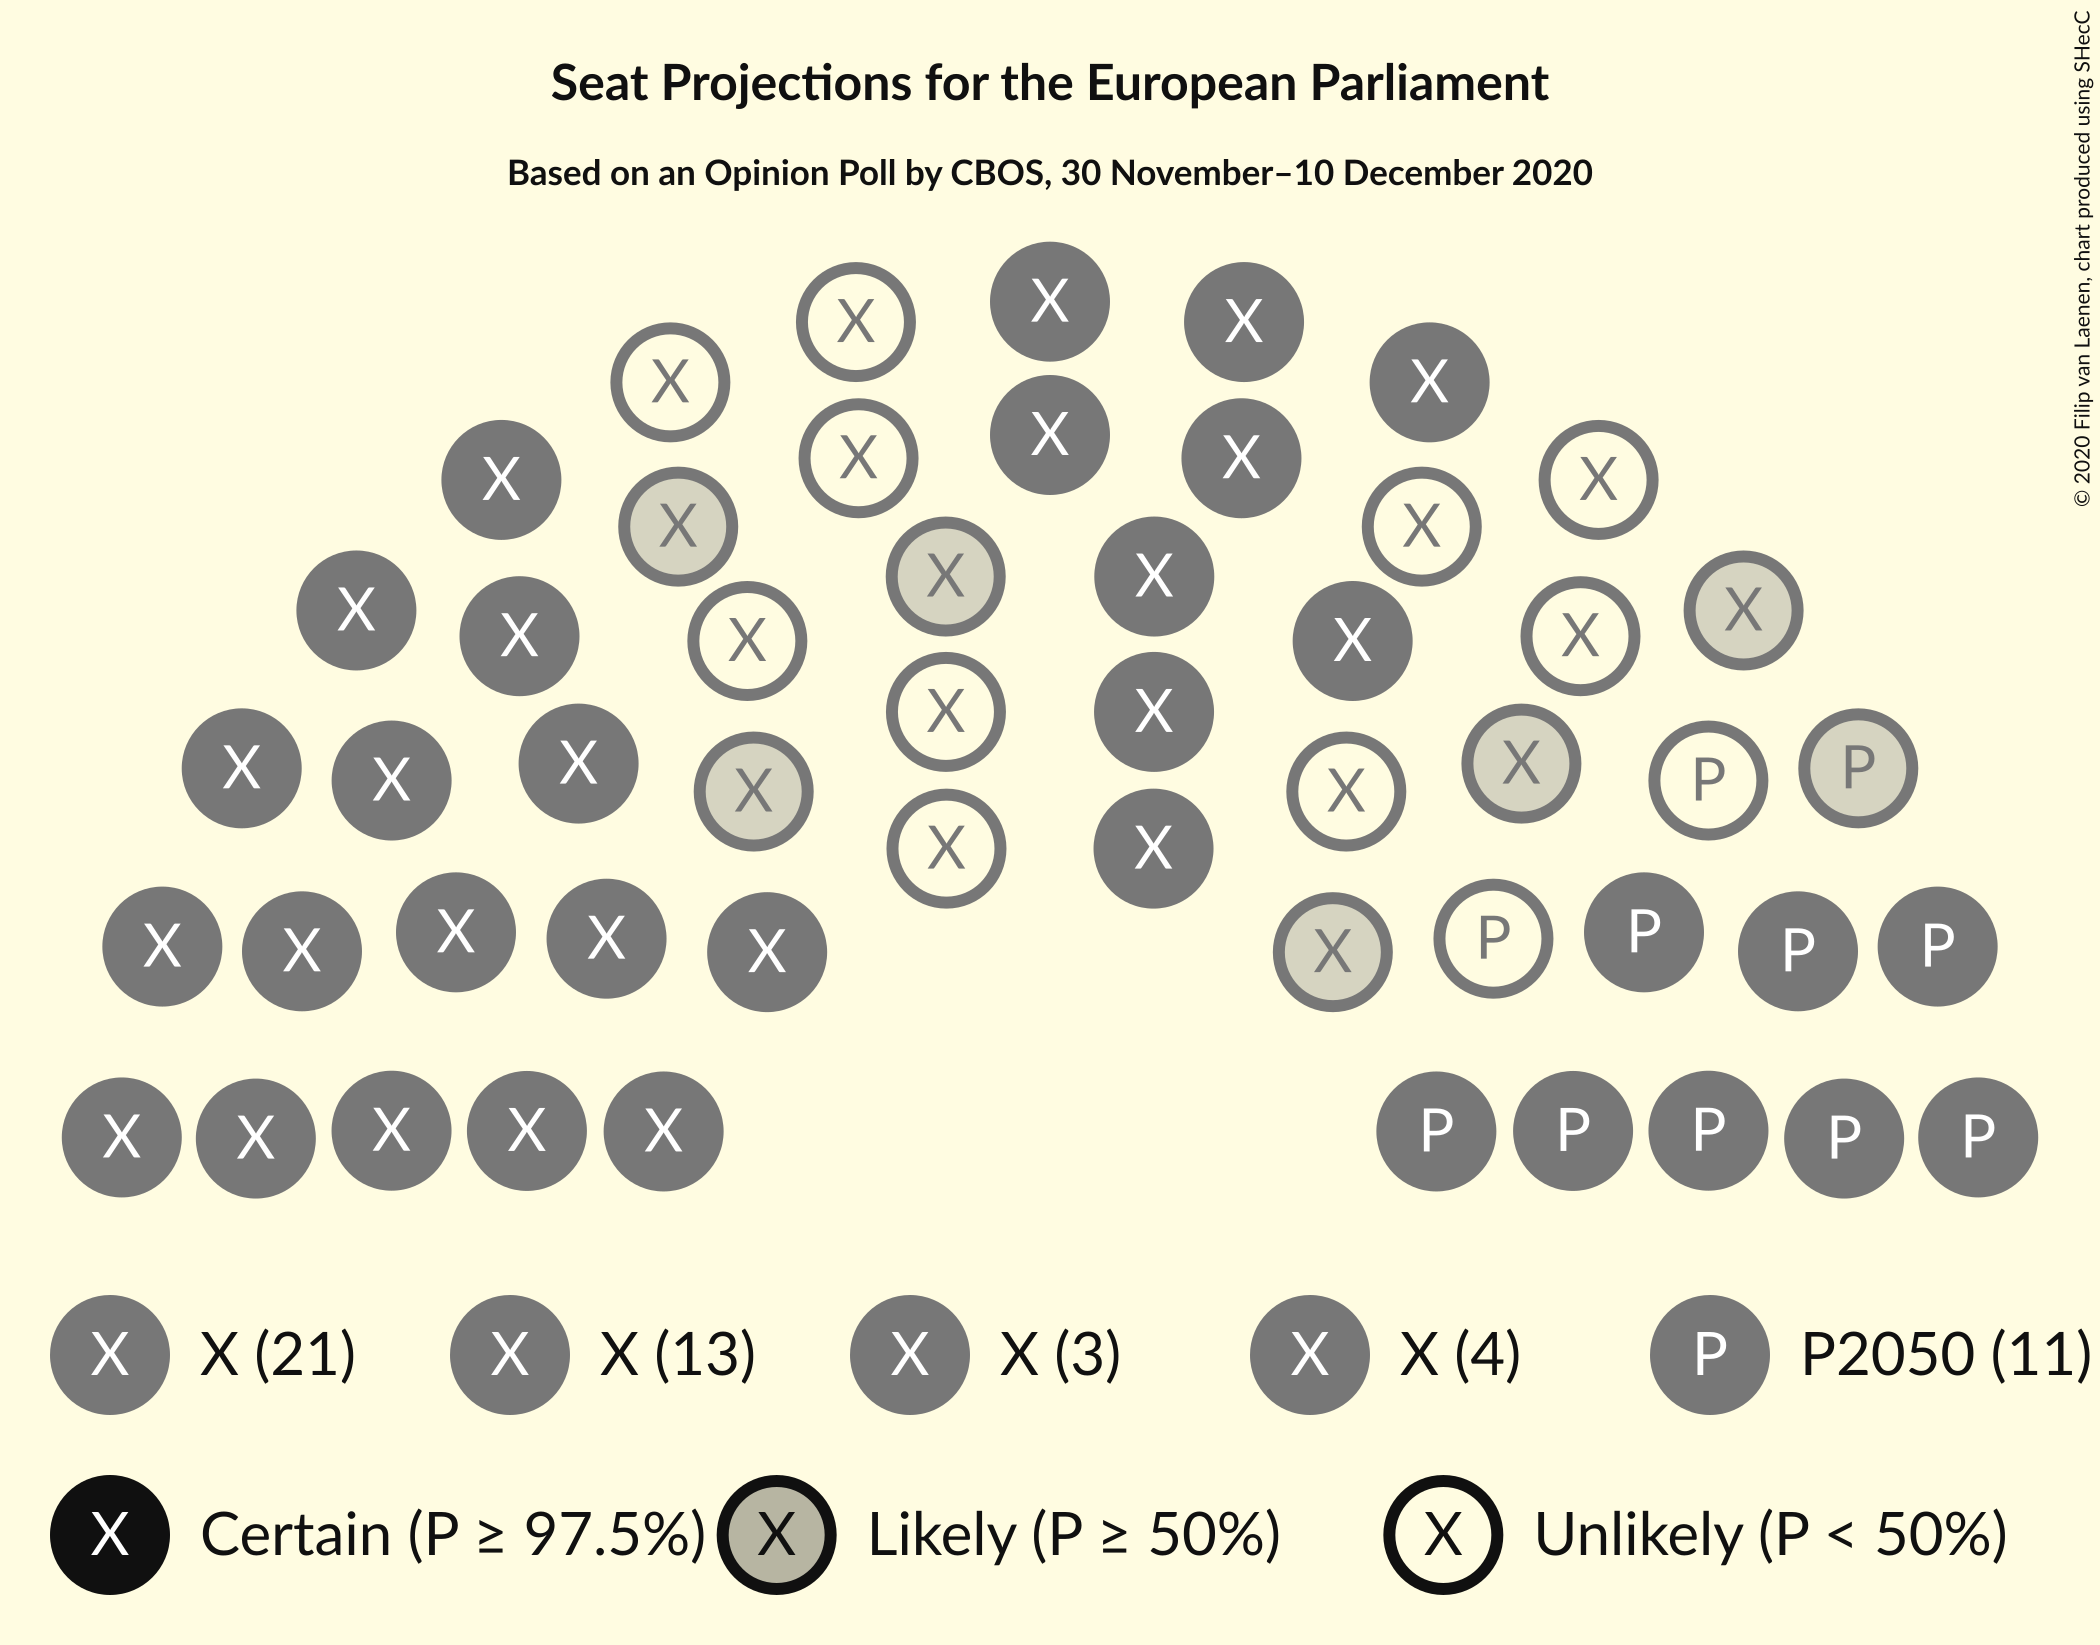 Seat Projections for the European Parliament
Based on an Opinion Poll by CBOS, 30 November–10 December 2020
© 2020 Filip van Laenen, chart produced using SHecC
X X X
X X
X X X
X X X X
X X
X X X X X X
X X
X X X X X X P P
X X
X X X X X X P P P P
X X X X X P P P P P
X X (21) X X (13) X X (3) X X (4) P P2050 (11)
X Certain (P ≥ 97.5%) X Likely (P ≥ 50%) X Unlikely (P < 50%)